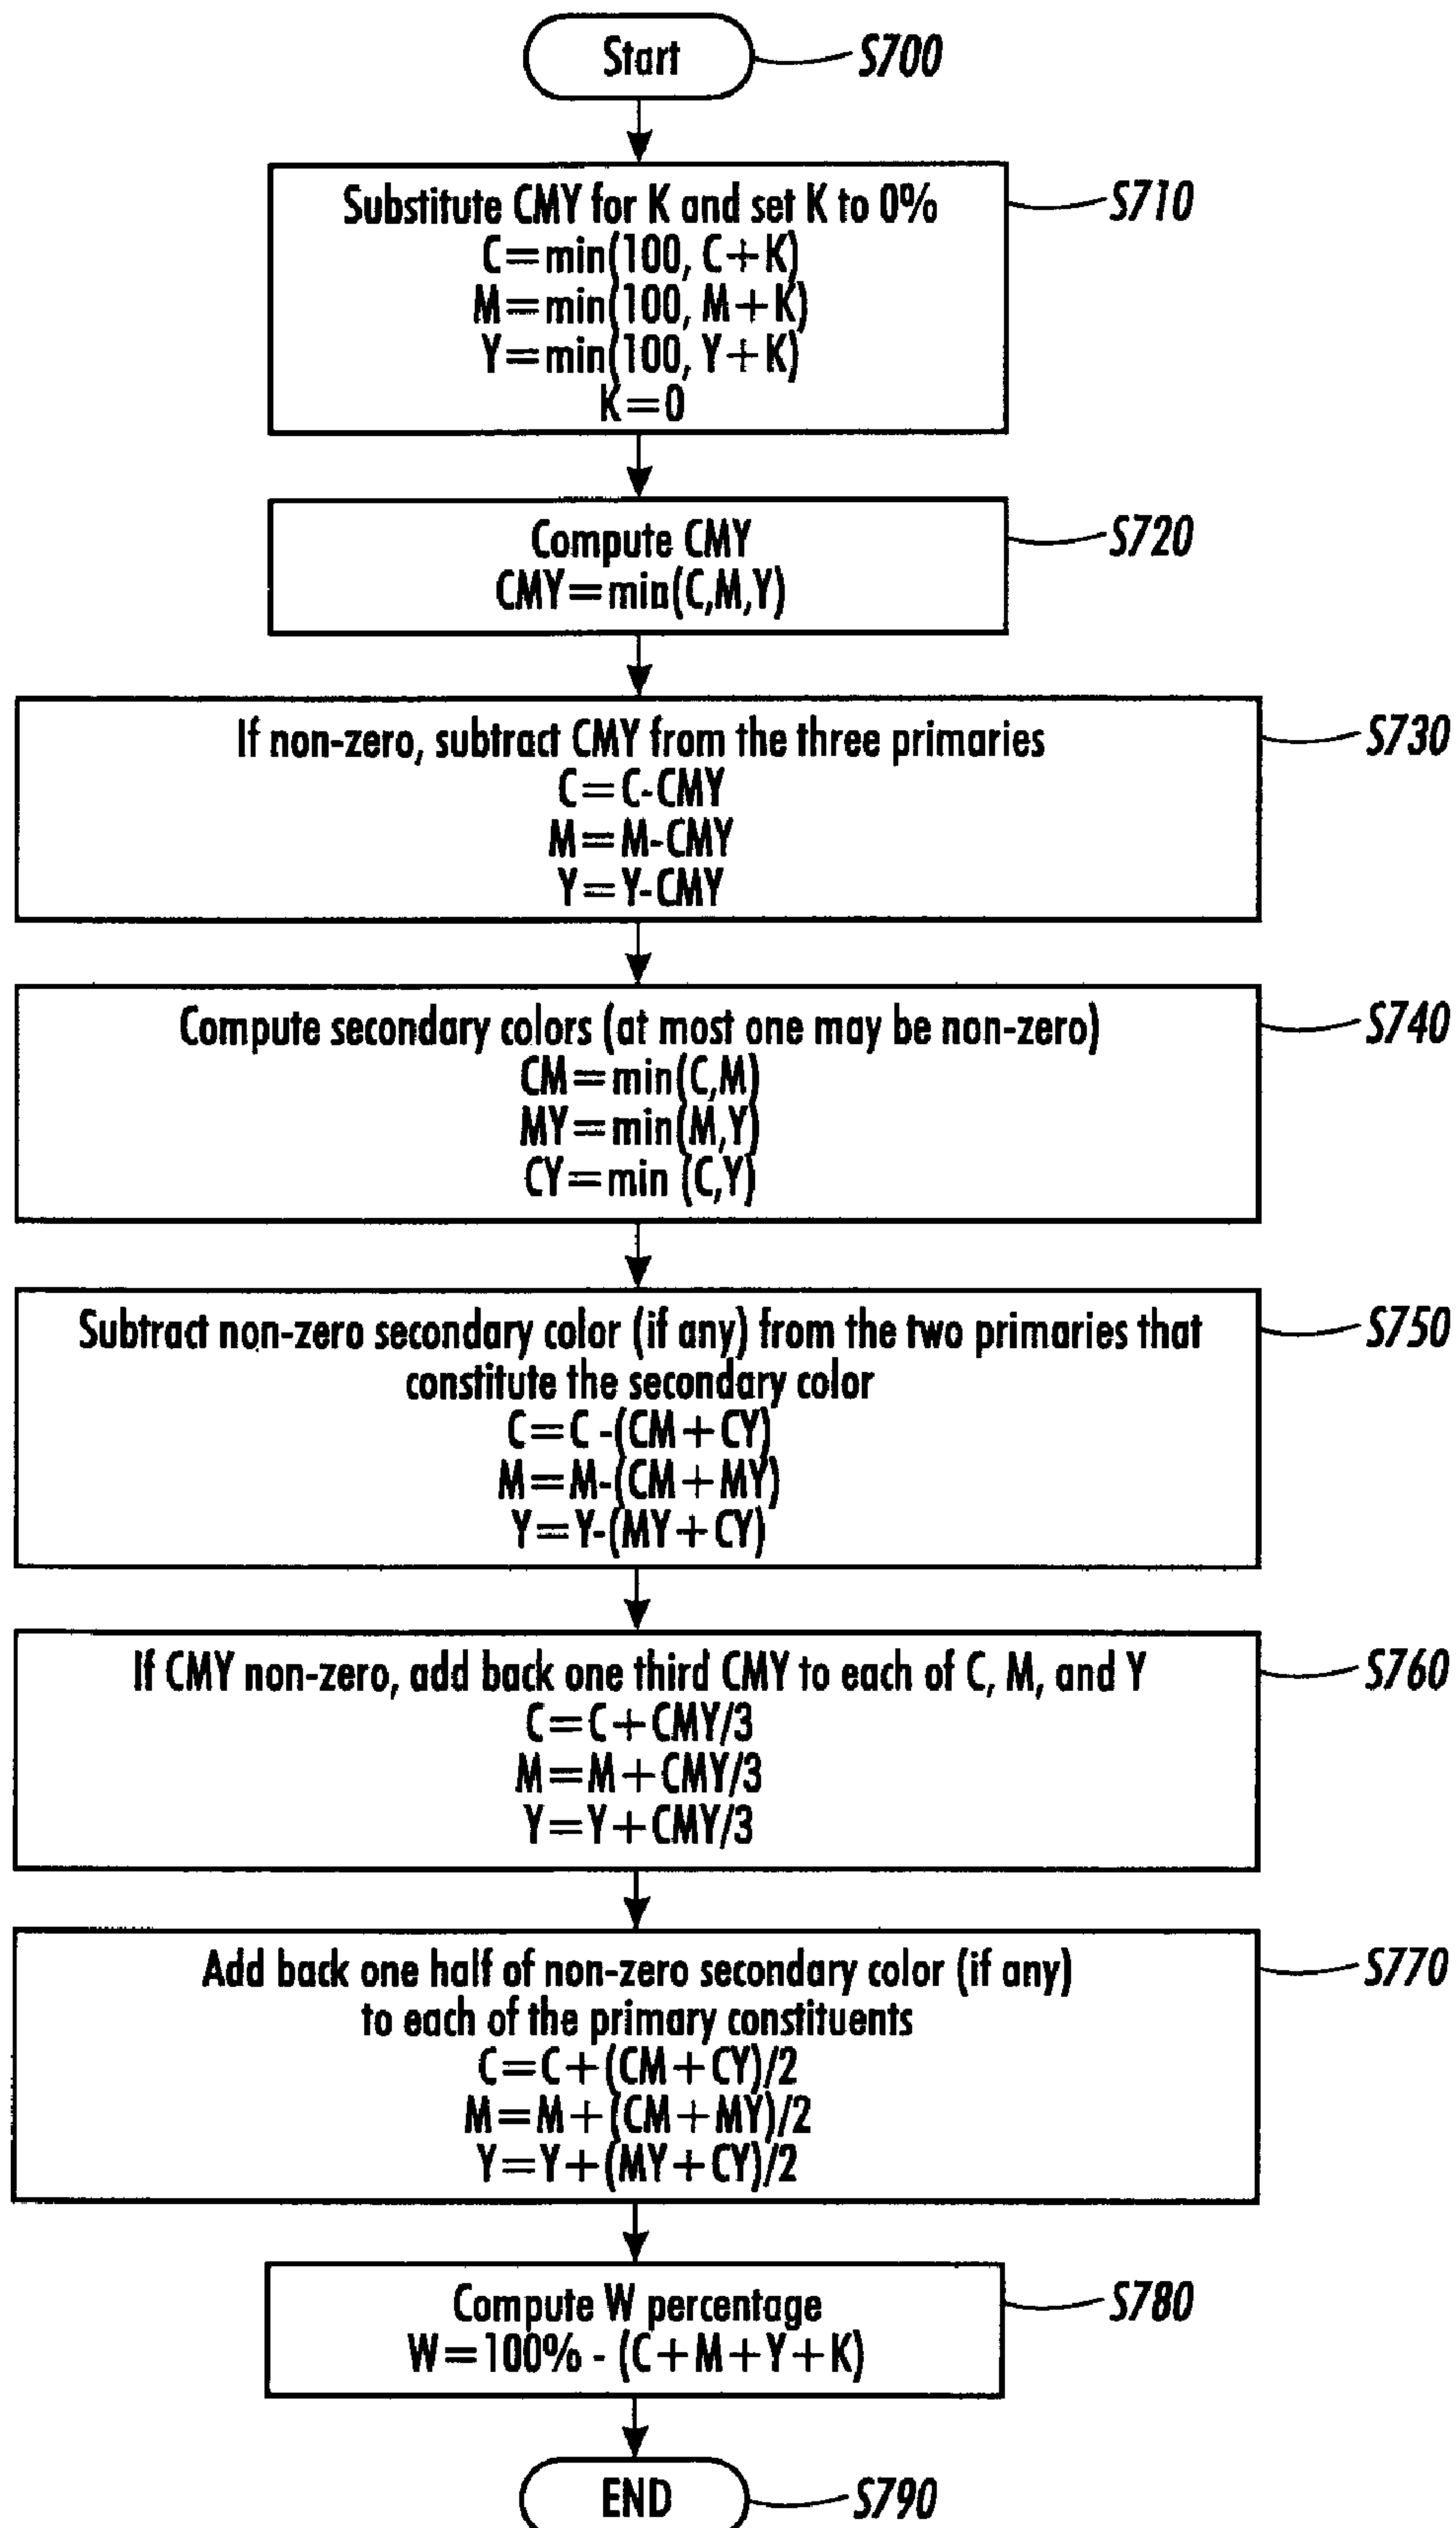 Start
S700
Substitute CMY for K and set K to 0%
C=min(100, C+K)
M=min(100, M+K)
Y=min(100, Y+K)
K=0
S710
Compute CMY
CMY=min(C,M,Y)
S720
If non-zero, subtract CMY from the three primaries
C=C-CMY
M=M-CMY
Y=Y-CMY
S730
Compute secondary colors (at most one may be non-zero)
CM=min(C,M)
MY=min(M,Y)
CY=min (C,Y)
S740
Subtract non-zero secondary color (if any) from the two primaries that
constitute the secondary color
C=C -(CM+CY)
M=M-(CM+MY)
Y=Y-(MY+CY)
S750
If CMY non-zero, add back one third CMY to each of C, M, and Y
C=C+CMY/3
M=M+CMY/3
Y=Y+CMY/3
S760
Add back one half of non-zero secondary color (if any)
to each of the primary constituents
C=C+(CM+CY)/2
M=M+(CM+MY)/2
Y=Y+(MY+CY)/2
S770
Compute W percentage
W=100% - (C+M+Y+K)
S780
END
S790